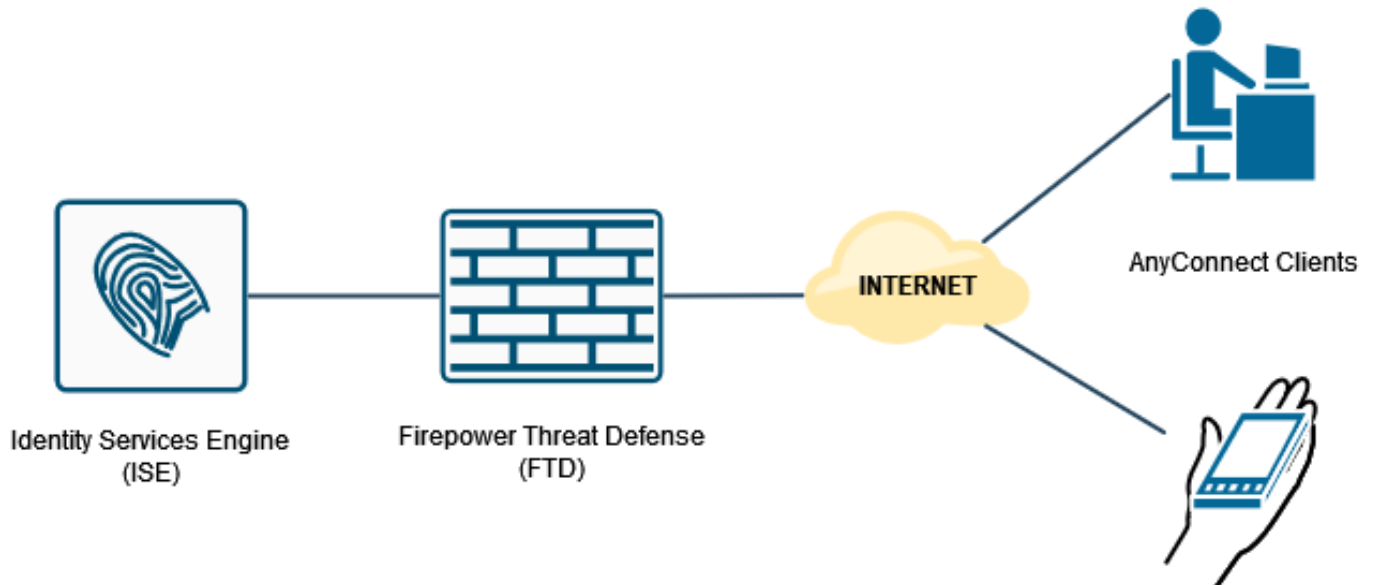 Identity Services Engine
(ISE)
Firepower Threat Defense
(FTD)
INTERNET
AnyConnect Clients